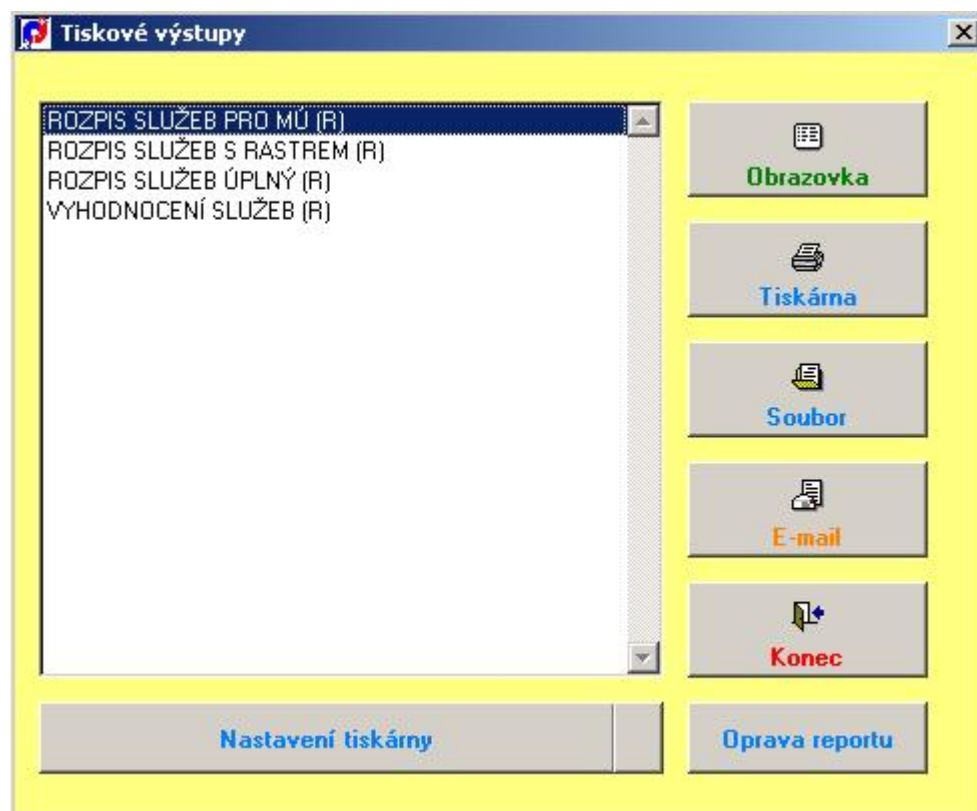 Tiskové výstupy
ROZPIS SLUŽEB PRO MÚ (R)
ROZPIS SLUŽEB S RASTREM (R)
ROZPIS SLUŽEB ÚPLNÝ (R)
VYHODNOCENÍ SLUŽEB (R)
Obrazovka
Tiskárna
Soubor
E-mail
Konec
Nastavení tiskárny
Oprava reportu